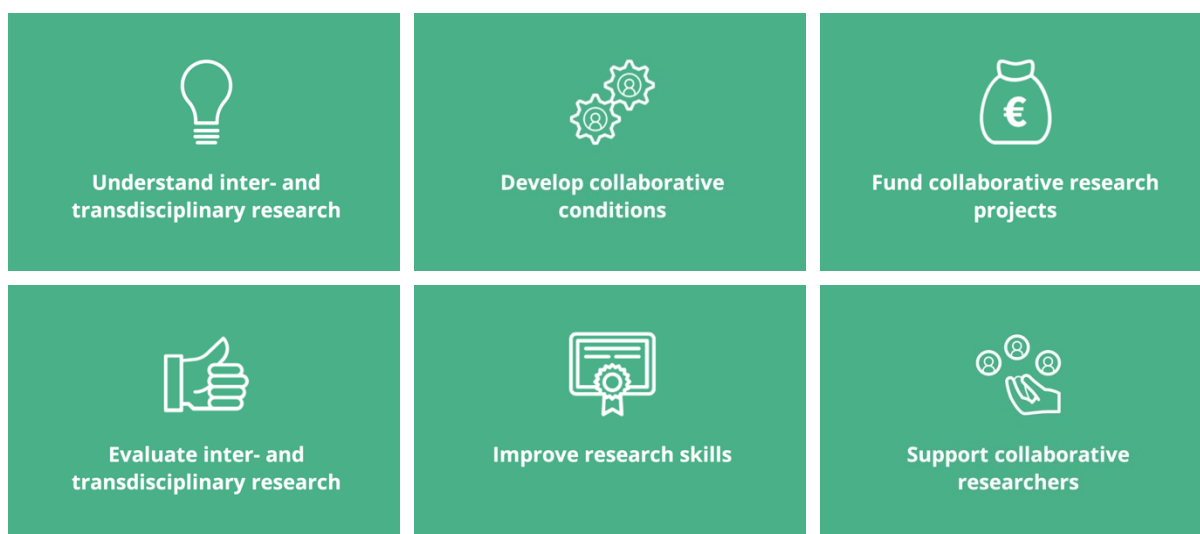 Understand inter- and
transdisciplinary research
Develop collaborative
conditions
€
Fund collaborative research
projects
Evaluate inter- and
transdisciplinary research
Improve research skills
Support collaborative
researchers